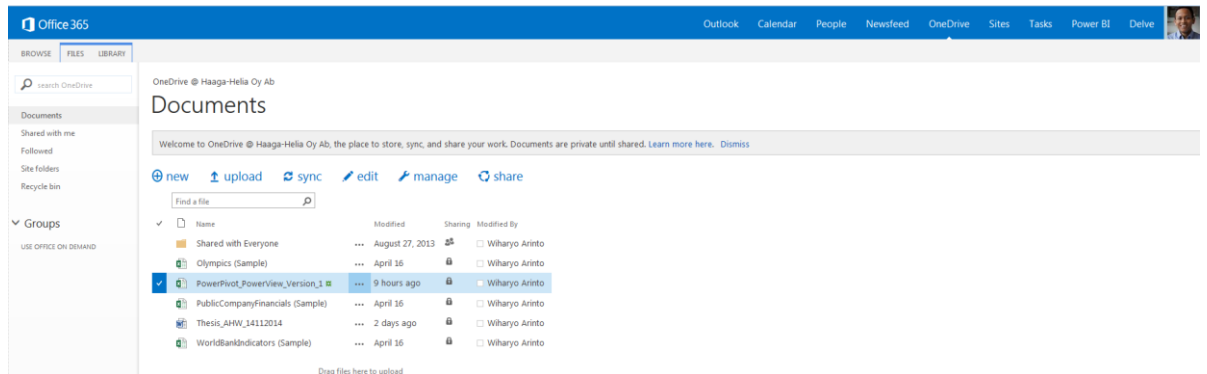 Office 365 Outlook Calendar People Newsfeed OneDrive Sites Tasks Power BI Delve
BROWSE FILES LIBRARY
search OneDrive
Documents
Shared with me
Followed
Site folders
Recycle bin
Groups
USE OFFICE ON DEMAND
OneDrive @ Haaga-Helia Oy Ab
Documents
Welcome to OneDrive @ Haaga-Helia Oy Ab, the place to store, sync, and share your work. Documents are private until shared. Learn more here. Dismiss
new upload sync edit manage share
Find a file
Name Modified Sharing Modified By
Shared with Everyone ... August 27, 2013 Wiharyo Arinto
Olympics (Sample) ... April 16 Wiharyo Arinto
PowerPivot_PowerView_Version_1 ... 9 hours ago Wiharyo Arinto
PublicCompanyFinancials (Sample) ... April 16 Wiharyo Arinto
Thesis_AHW_14112014 ... 2 days ago Wiharyo Arinto
WorldBankIndicators (Sample) ... April 16 Wiharyo Arinto
Drag files here to upload